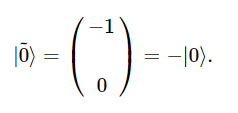 |0̃⟩ = ( −1
0 ) = −|0⟩.